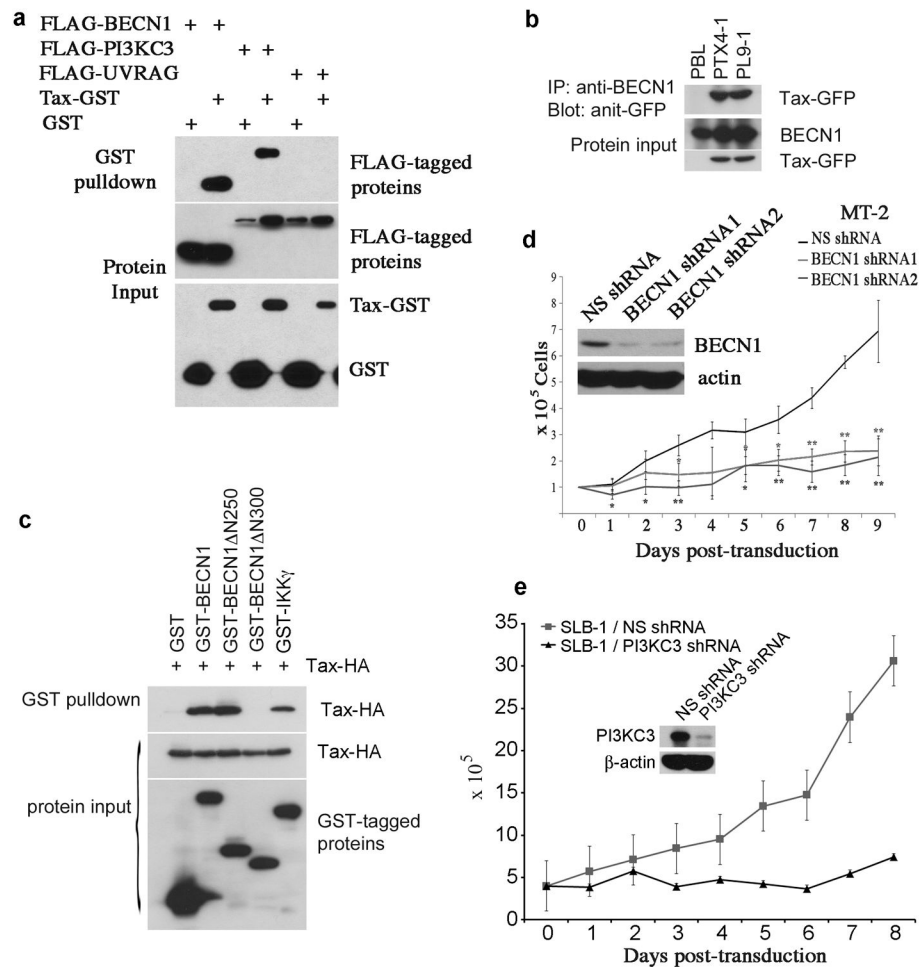 a
FLAG-BECN1 + +
FLAG-PI3KC3 + +
FLAG-UVRAG + +
Tax-GST + + +
GST + + +
GST pulldown
FLAG-tagged proteins
Protein Input
FLAG-tagged proteins
Tax-GST
GST
b
PBL
PTX4-1
PL9-1
IP: anti-BECN1
Blot: anit-GFP
Tax-GFP
Protein input
BECN1
Tax-GFP
c
GST
GST-BECN1
GST-BECN1ΔN250
GST-BECN1ΔN300
GST-IKKγ
+ + + + + Tax-HA
GST pulldown
Tax-HA
Tax-HA
protein input
GST-tagged proteins
d
MT-2
NS shRNA
BECN1 shRNA1
BECN1 shRNA2
NS shRNA
BECN1 shRNA1
BECN1 shRNA2
BECN1
actin
x 10⁵ Cells
9
8
7
6
5
4
3
2
1
* * * ** ** **
* * ** * ** ** ** **
0 1 2 3 4 5 6 7 8 9
Days post-transduction
e
SLB-1 / NS shRNA
SLB-1 / PI3KC3 shRNA
NS shRNA
PI3KC3 shRNA
PI3KC3
β-actin
x 10⁵
35
30
25
20
15
10
5
0
0 1 2 3 4 5 6 7 8
Days post-transduction